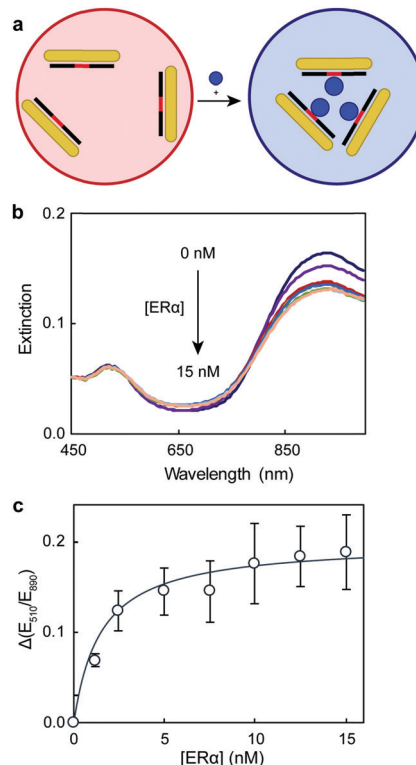 a
+
b
0.2
0.1
0.0
Extinction
0 nM
[ERα]
15 nM
450
650
850
Wavelength (nm)
c
0.2
0.1
0.0
Δ(E510/E890)
0
5
10
15
[ERα] (nM)